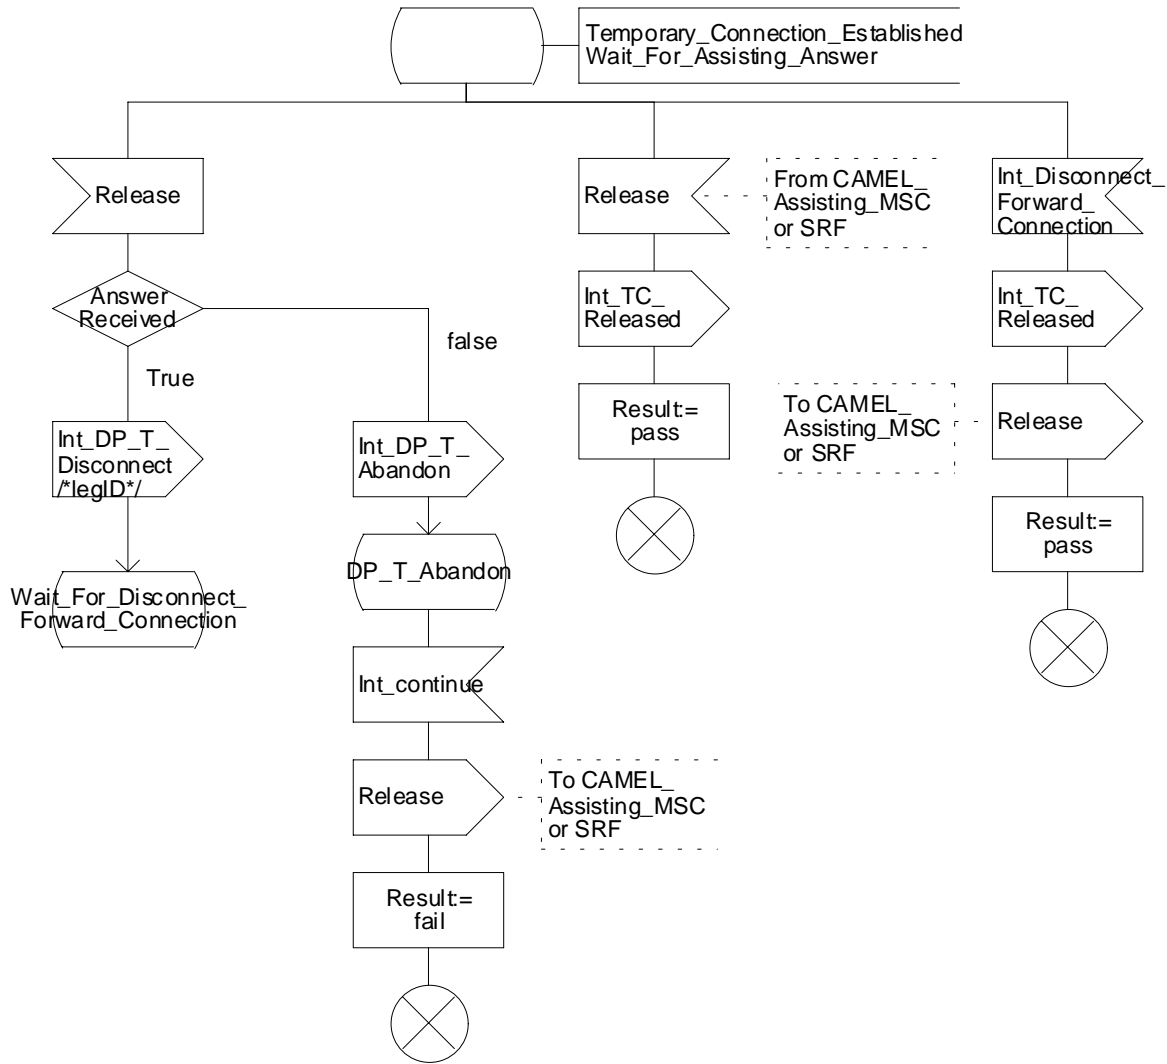 Temporary_Connection_Established
Wait_For_Assisting_Answer
Release
Answer
Received
True
false
Int_DP_T_
Disconnect
/*legID*/
Wait_For_Disconnect_
Forward_Connection
Int_DP_T_
Abandon
DP_T_Abandon
Int_continue
Release
To CAMEL_
Assisting_MSC
or SRF
Result:=
fail
Release
From CAMEL_
Assisting_MSC
or SRF
Int_TC_
Released
Result:=
pass
Int_Disconnect_
Forward_
Connection
Int_TC_
Released
Release
To CAMEL_
Assisting_MSC
or SRF
Result:=
pass